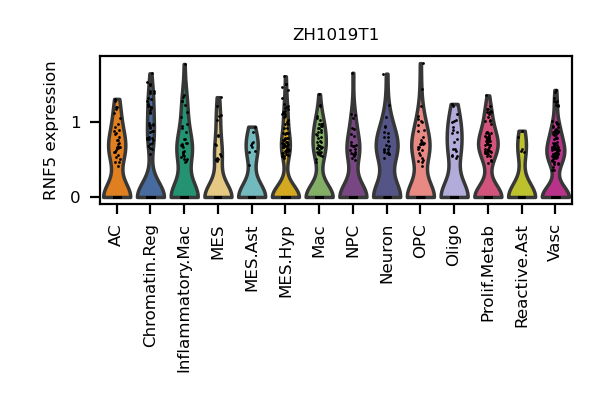 ZH1019T1
RNF5 expression
1
0
AC
Chromatin.Reg
Inflammatory.Mac
MES
MES.Ast
MES.Hyp
Mac
NPC
Neuron
OPC
Oligo
Prolif.Metab
Reactive.Ast
Vasc